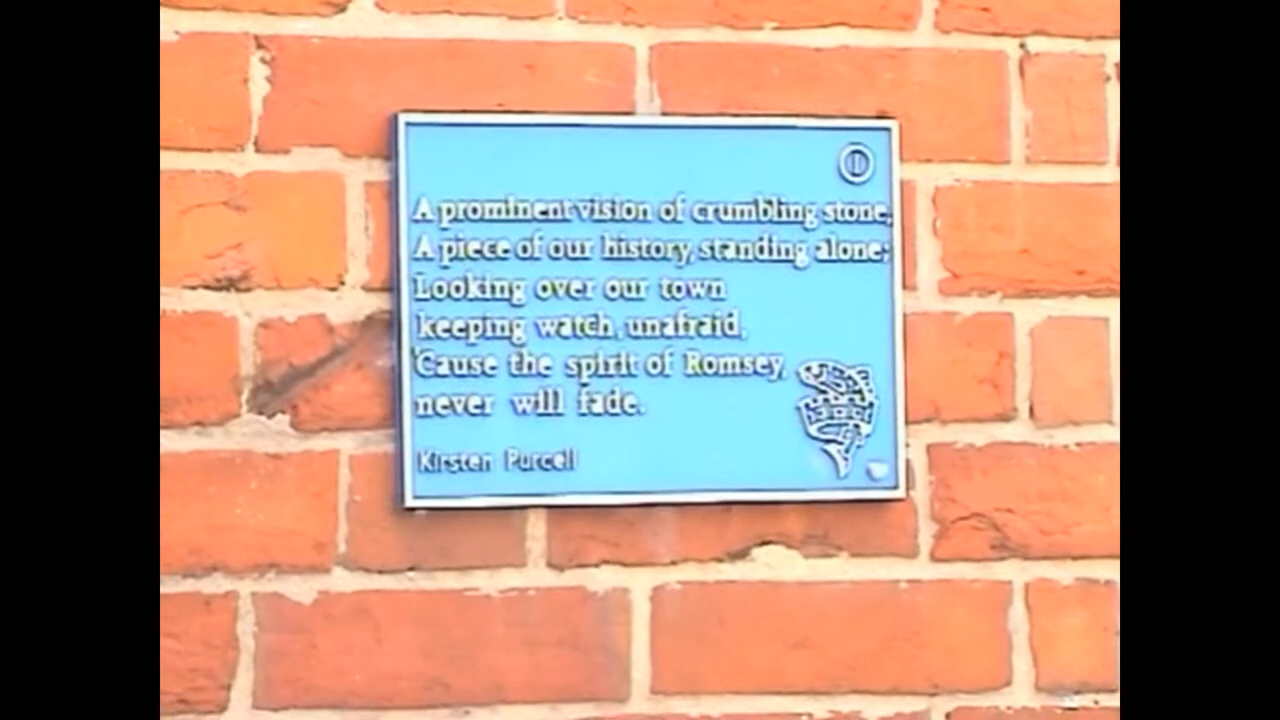 A prominent vision of crumbling stone,
A piece of our history, standing alone;
Looking over our town
keeping watch, unafraid,
'Cause the spirit of Romsey,
never will fade.
Kirsten Purcell